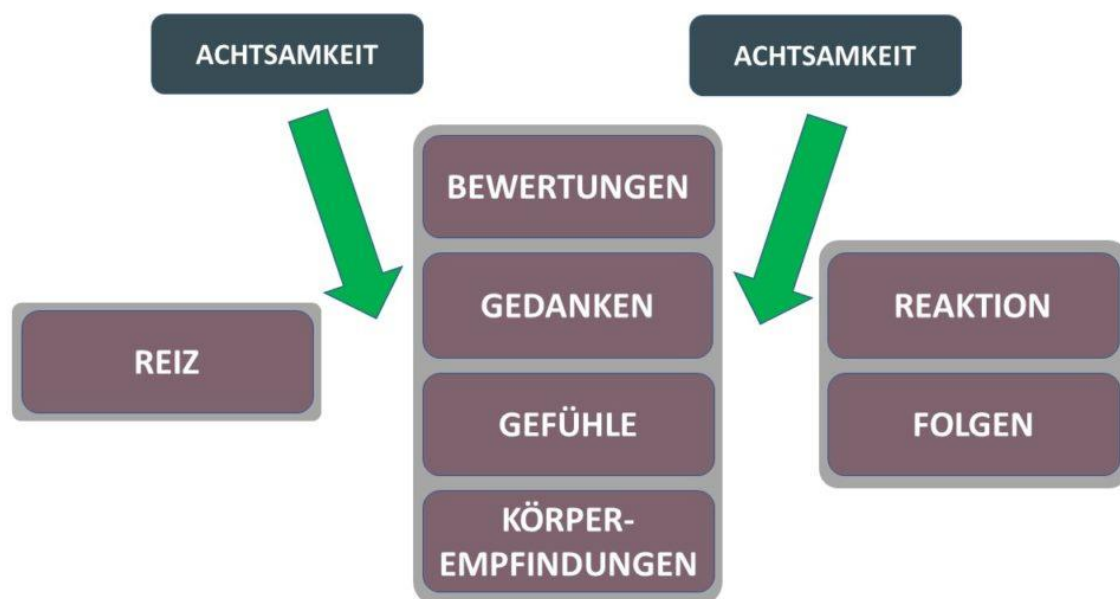 ACHTSAMKEIT
ACHTSAMKEIT
REIZ
BEWERTUNGEN
GEDANKEN
GEFÜHLE
KÖRPER-
EMPFINDUNGEN
REAKTION
FOLGEN